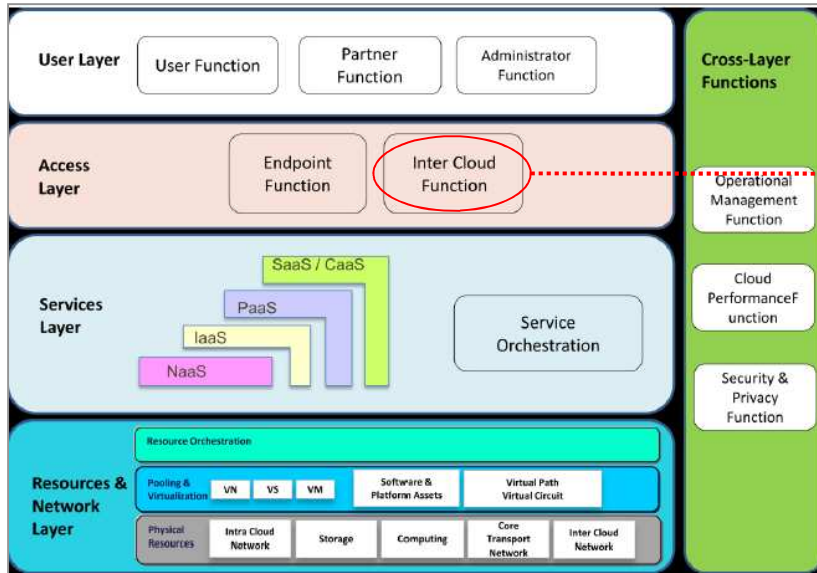 User Layer
User Function
Partner
Function
Administrator
Function
Cross-Layer
Functions
Access
Layer
Endpoint
Function
Inter Cloud
Function
Operational
Management
Function
Cloud
PerformanceF
unction
Security &
Privacy
Function
Services
Layer
SaaS / CaaS
PaaS
IaaS
NaaS
Service
Orchestration
Resources &
Network
Layer
Resource Orchestration
Pooling &
Virtualization
VN
VS
VM
Software &
Platform Assets
Virtual Path
Virtual Circuit
Physical
Resources
Intra Cloud
Network
Storage
Computing
Core
Transport
Network
Inter Cloud
Network